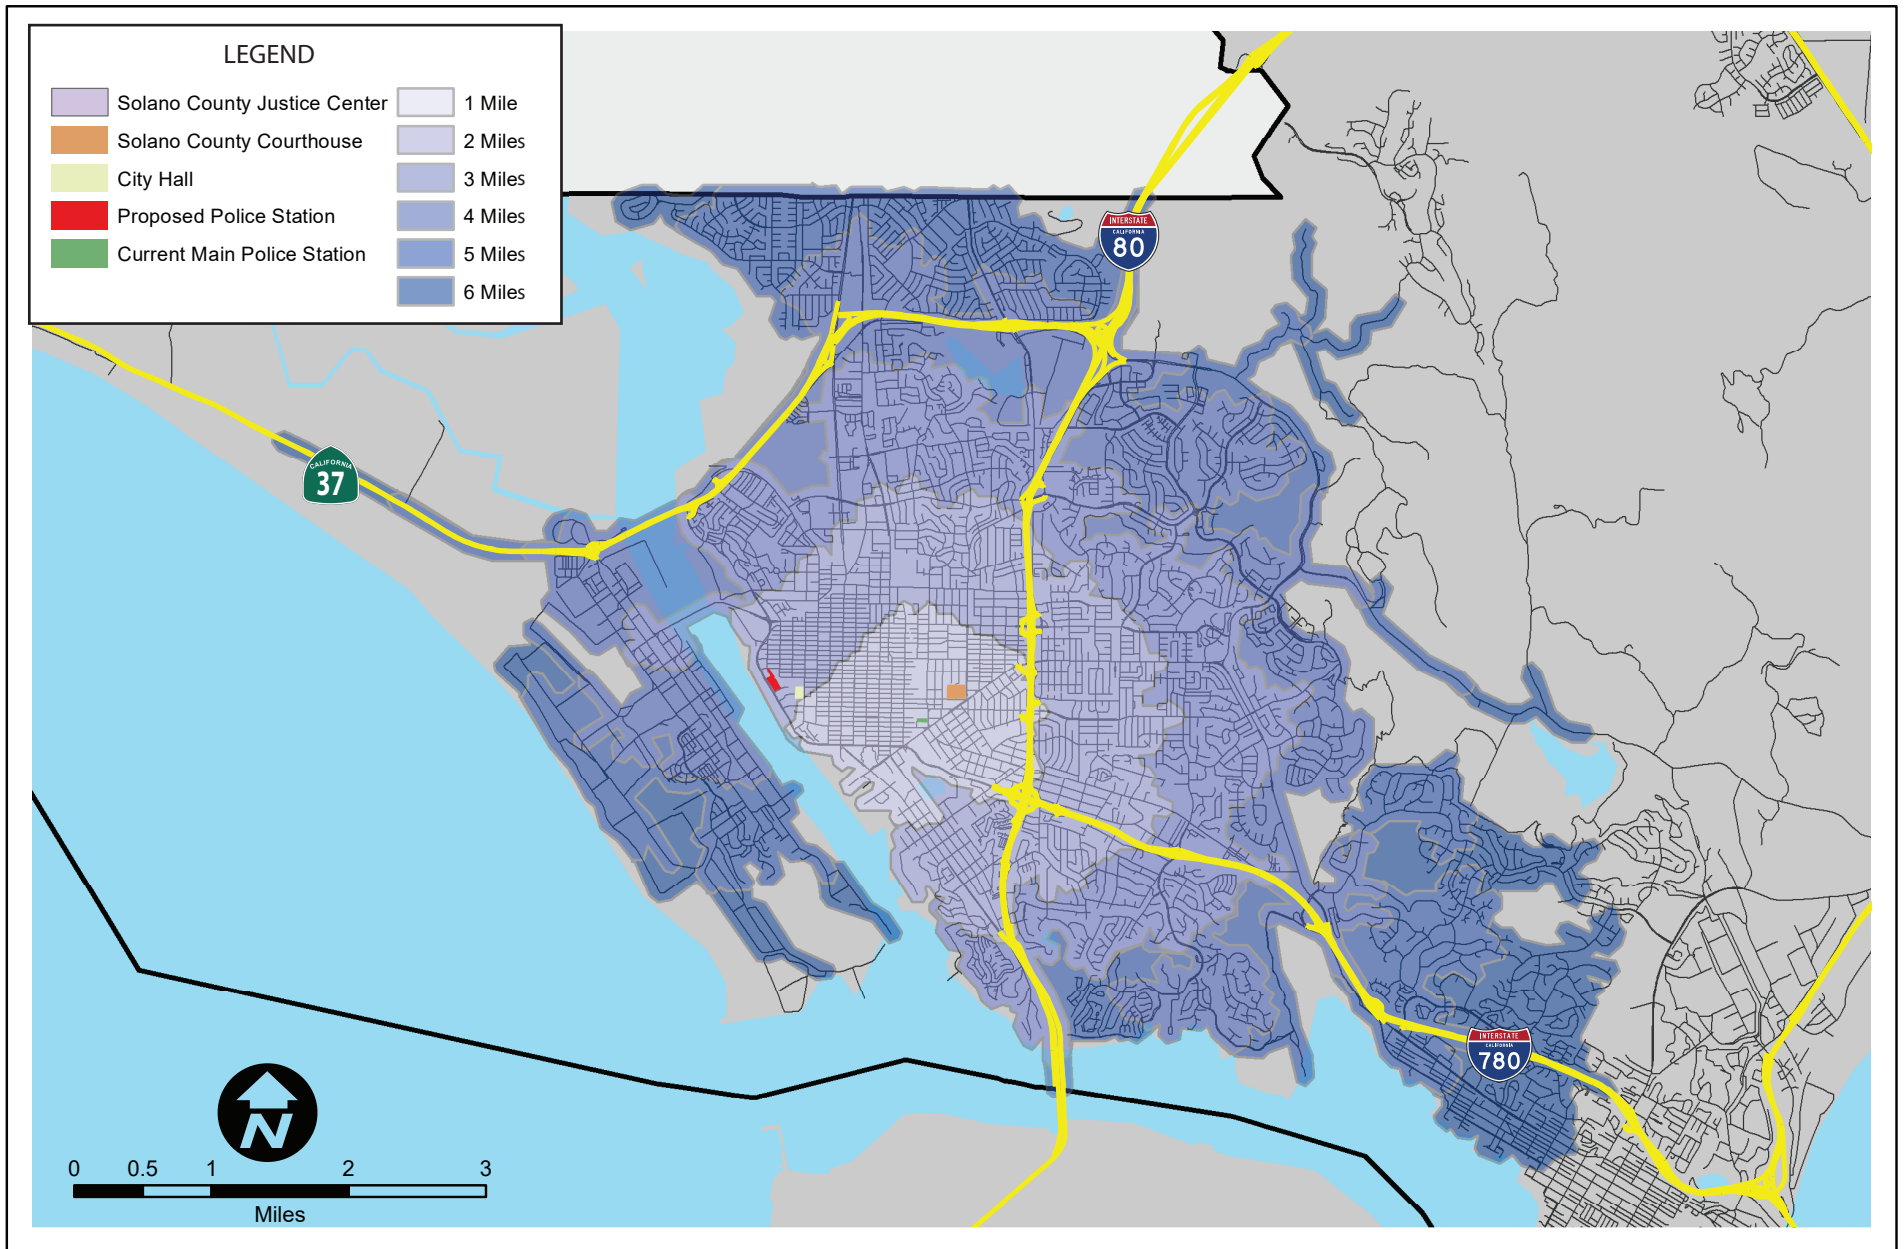 LEGEND
Solano County Justice Center
Solano County Courthouse
City Hall
Proposed Police Station
Current Main Police Station
1 Mile
2 Miles
3 Miles
4 Miles
5 Miles
6 Miles
INTERSTATE
CALIFORNIA
80
CALIFORNIA
37
INTERSTATE
CALIFORNIA
780
N
0 0.5 1 2 3
Miles